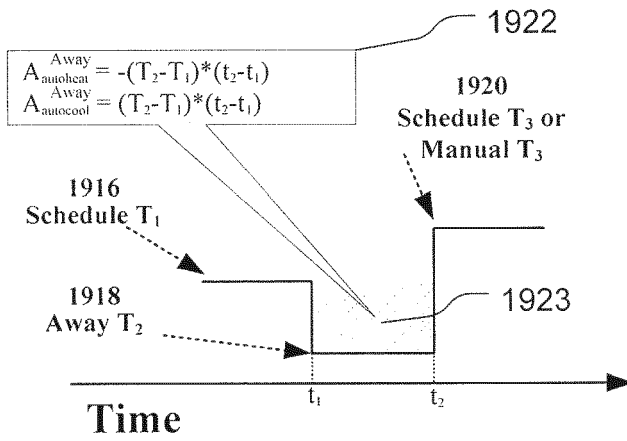 1922
A^Away_autoheat = -(T₂-T₁)*(t₂-t₁)
A^Away_autocool = (T₂-T₁)*(t₂-t₁)
1920
Schedule T₃ or
Manual T₃
1916
Schedule T₁
1918
Away T₂
1923
t₁
t₂
Time